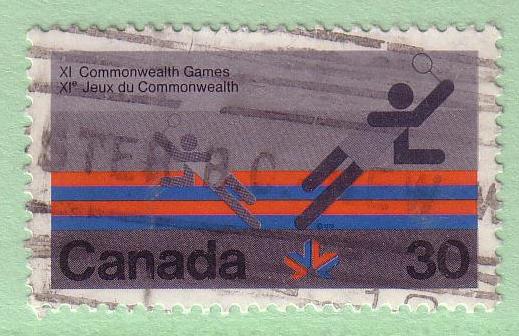 XI Commonwealth Games
XIe Jeux du Commonwealth
Canada 30